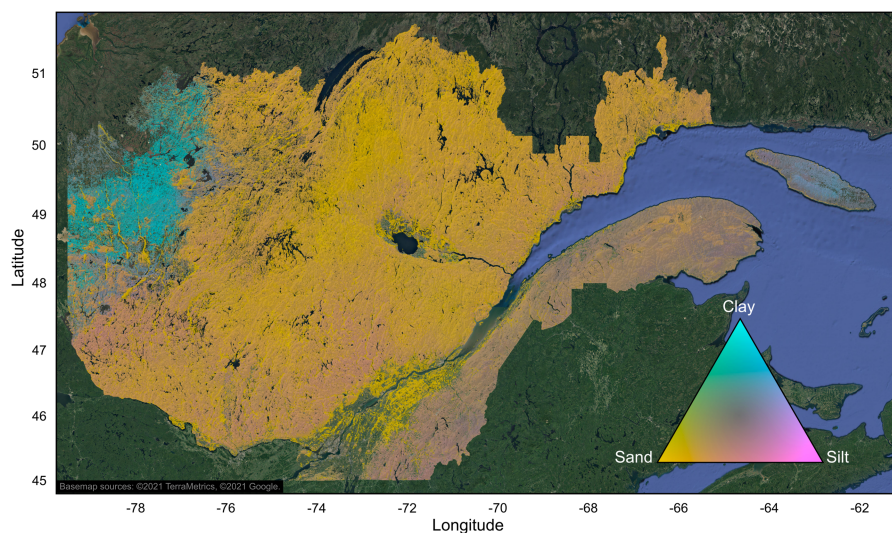 51
50
49
48
47
46
45
Latitude
Clay
Sand
Silt
Basemap sources: ©2021 TerraMetrics, ©2021 Google.
-78
-76
-74
-72
-70
-68
-66
-64
-62
Longitude